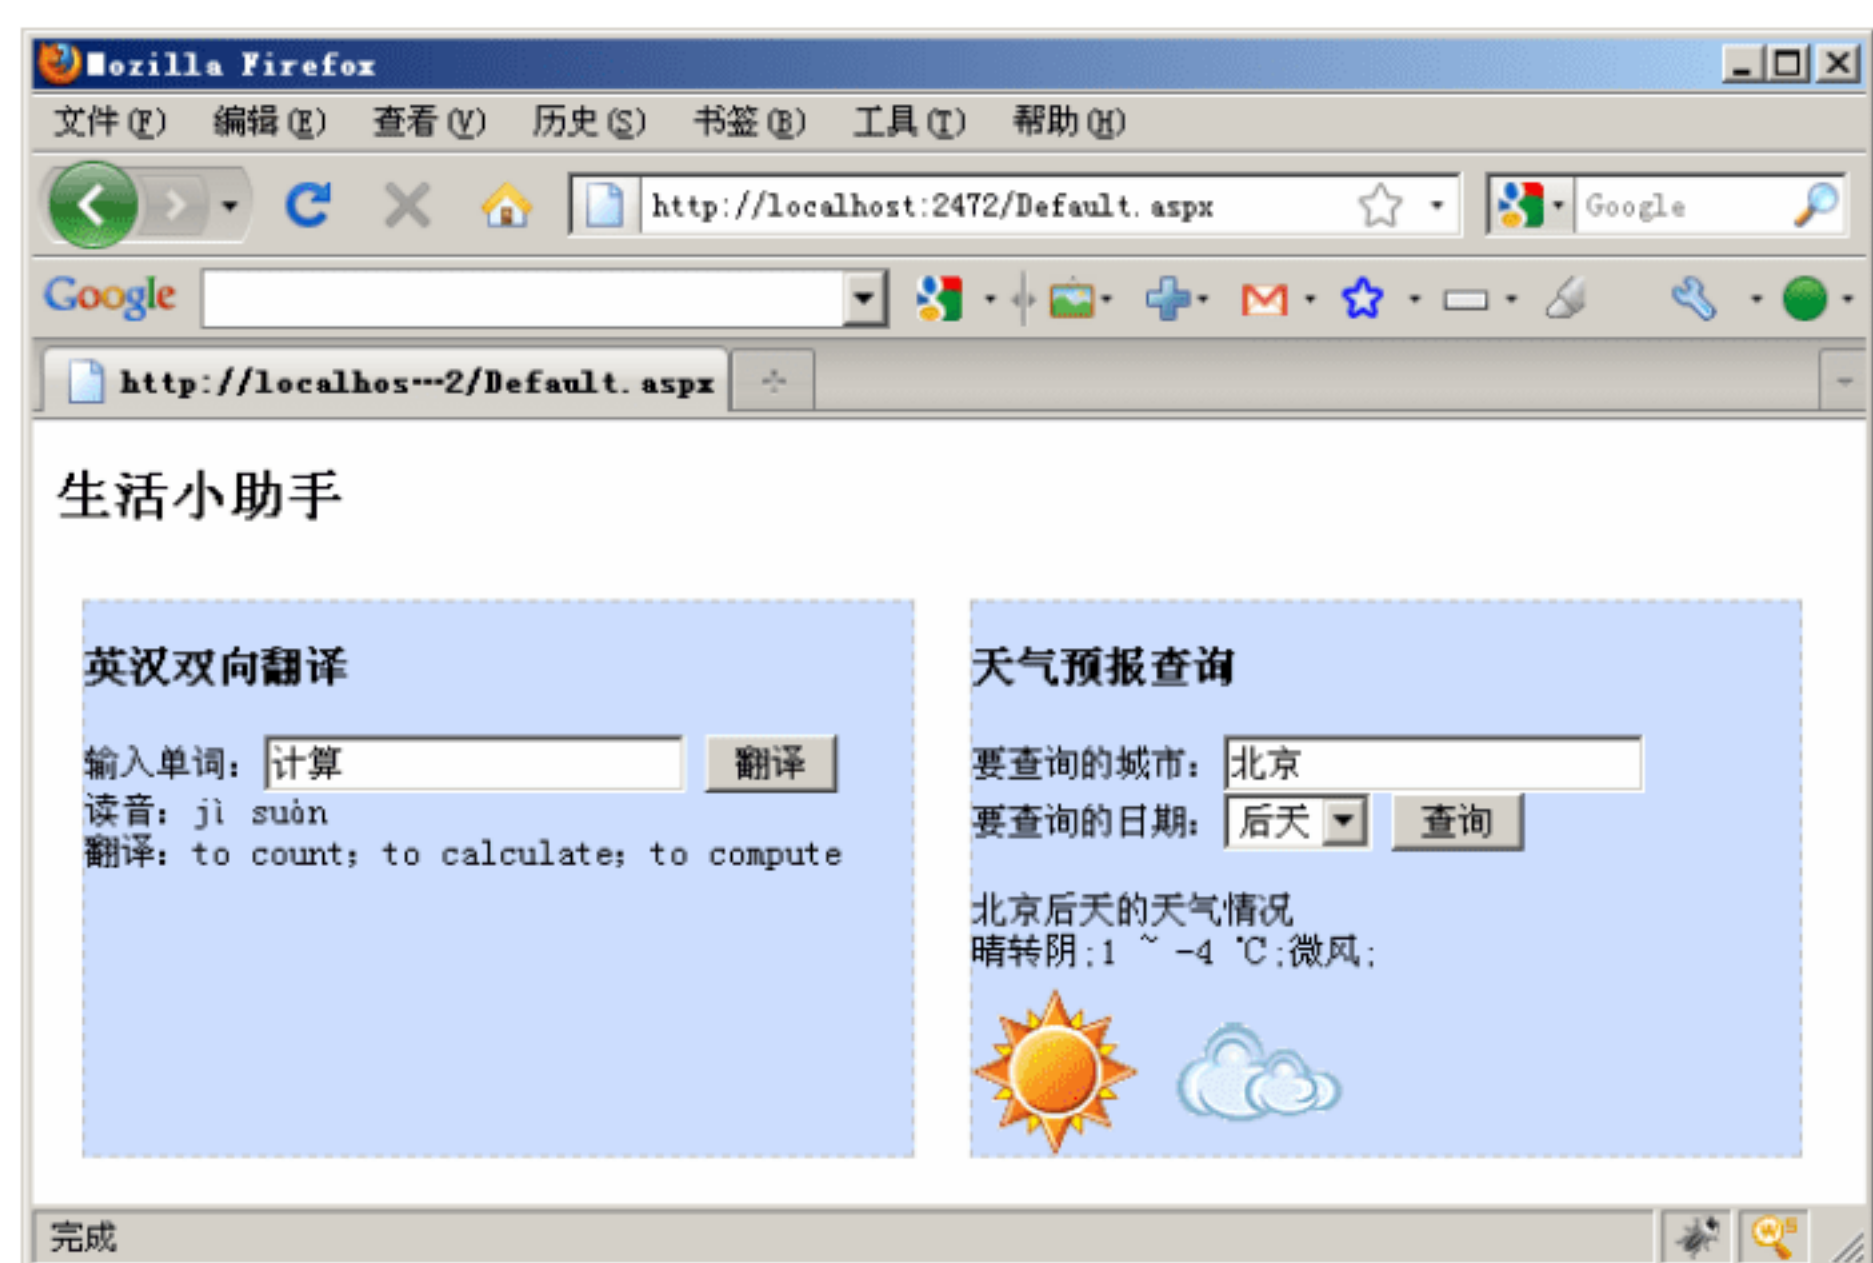 Mozilla Firefox
文件(F) 编辑(E) 查看(V) 历史(S) 书签(B) 工具(T) 帮助(H)
http://localhost:2472/Default.aspx Google
Google
http://localhos···2/Default.aspx
生活小助手
英汉双向翻译
输入单词：计算 翻译
读音：jì suàn
翻译：to count；to calculate；to compute
天气预报查询
要查询的城市：北京
要查询的日期：后天 查询
北京后天的天气情况
晴转阴;1 ~ -4 ℃;微风;
完成